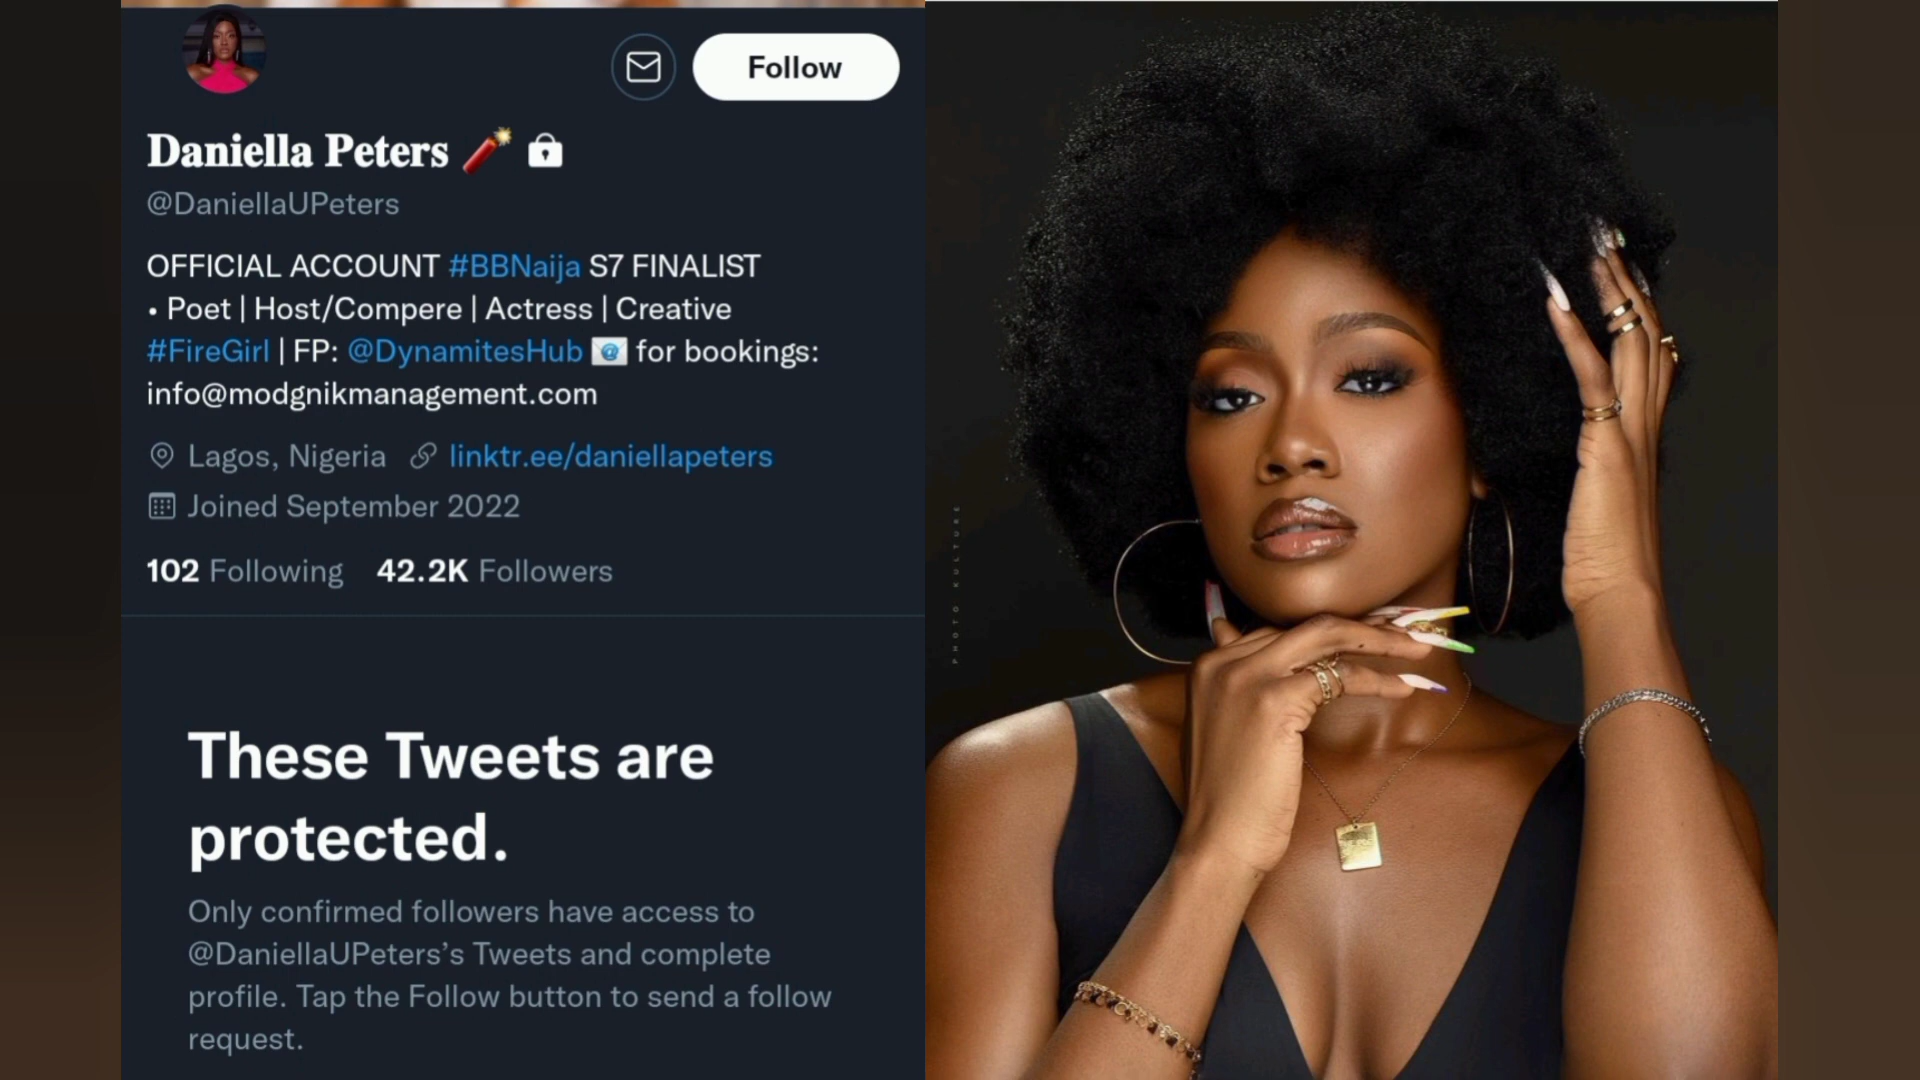 Follow
Daniella Peters 🧨 🔒
@DaniellaUPeters
OFFICIAL ACCOUNT #BBNaija S7 FINALIST
• Poet | Host/Compere | Actress | Creative
#FireGirl | FP: @DynamitesHub 📧 for bookings:
info@modgnikmanagement.com
Lagos, Nigeria linktr.ee/daniellapeters
Joined September 2022
102 Following 42.2K Followers
These Tweets are
protected.
Only confirmed followers have access to
@DaniellaUPeters’s Tweets and complete
profile. Tap the Follow button to send a follow
request.
PHOTO KULTURE